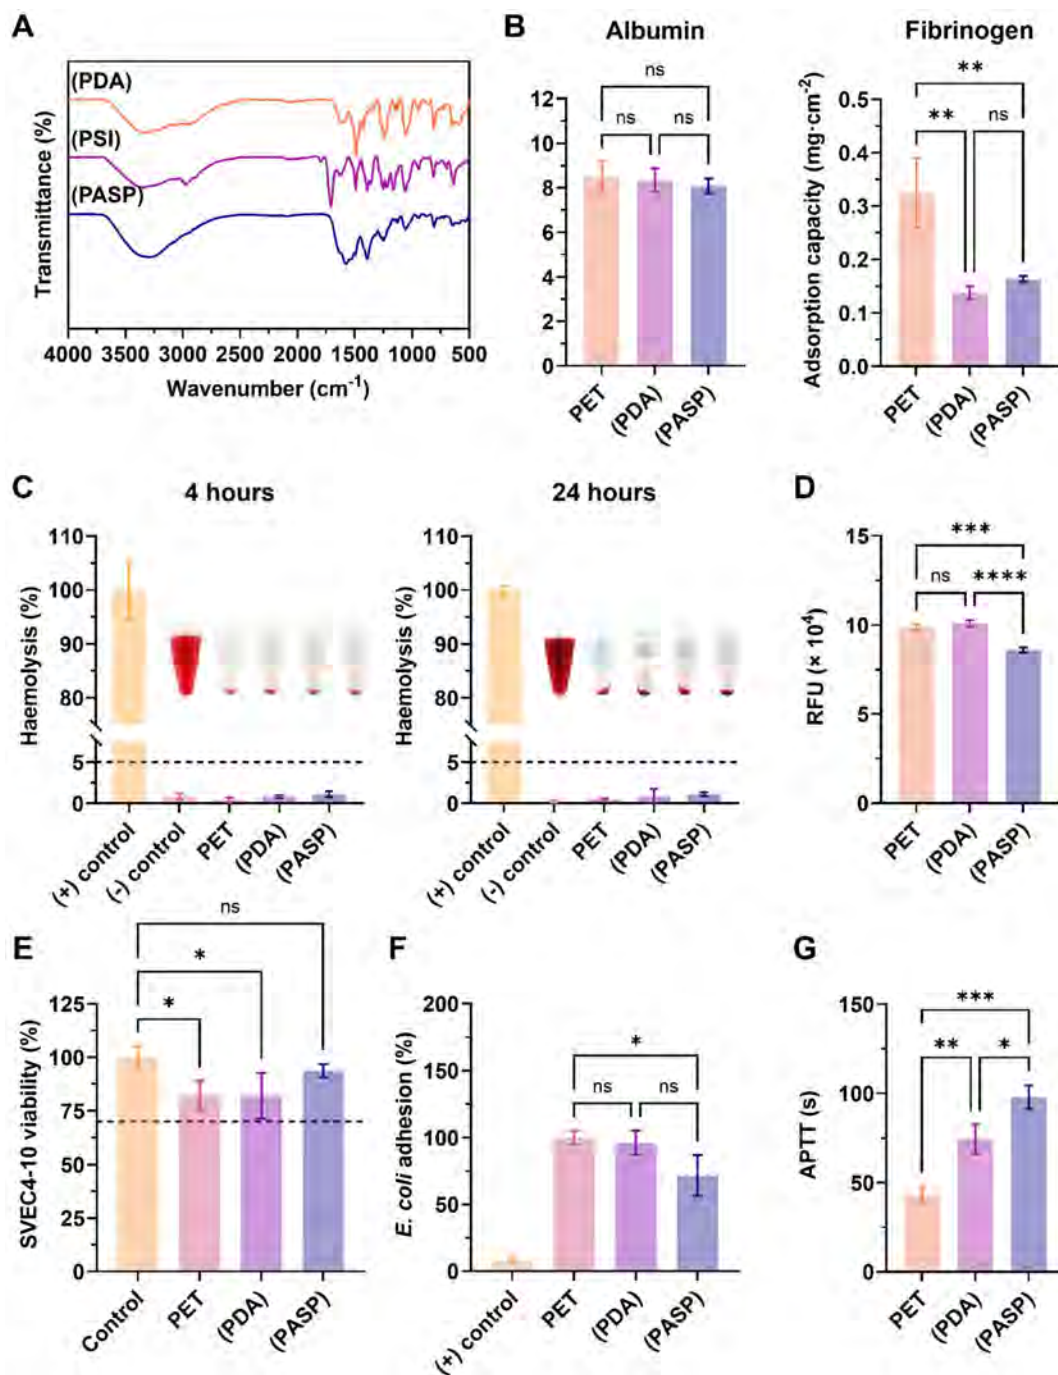 A
(PDA)
(PSI)
(PASP)
Transmittance (%)
4000 3500 3000 2500 2000 1500 1000 500
Wavenumber (cm⁻¹)
B
Albumin
ns
ns ns
12
10
8
6
4
2
0
PET
(PDA)
(PASP)
Fibrinogen
**
** ns
Adsorption capacity (mg·cm⁻²)
0.5
0.4
0.3
0.2
0.1
0.0
PET
(PDA)
(PASP)
C
4 hours
Haemolysis (%)
110
100
90
80
5
0
(+) control
(-) control
PET
(PDA)
(PASP)
24 hours
Haemolysis (%)
110
100
90
80
5
0
(+) control
(-) control
PET
(PDA)
(PASP)
D
***
ns ****
RFU (× 10⁴)
15
10
5
0
PET
(PDA)
(PASP)
E
ns
*
*
SVEC4-10 viability (%)
125
100
75
50
25
0
Control
PET
(PDA)
(PASP)
F
*
ns ns
E. coli adhesion (%)
200
150
100
50
0
(+) control
PET
(PDA)
(PASP)
G
***
** *
APTT (s)
150
100
50
0
PET
(PDA)
(PASP)